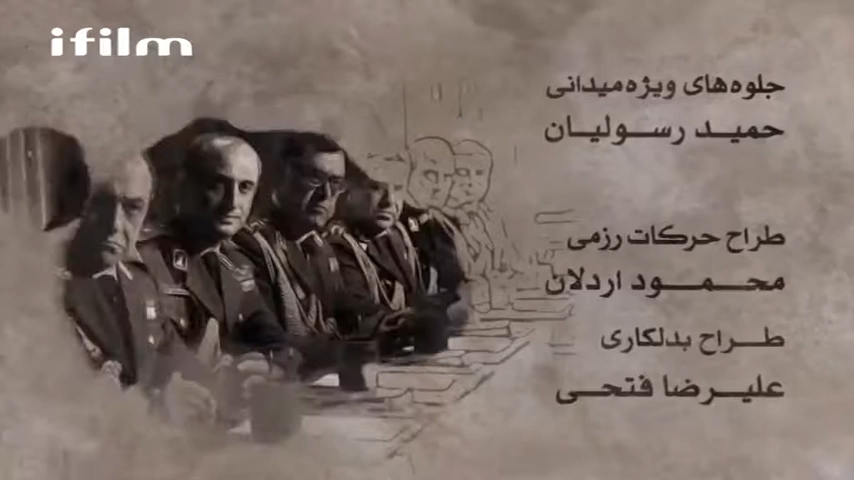 ifilm
جلوه‌های ویژه میدانی
حمید رسولیان
طراح حرکات رزمی
محمود اردلان
طراح بدلکاری
علیرضا فتحی